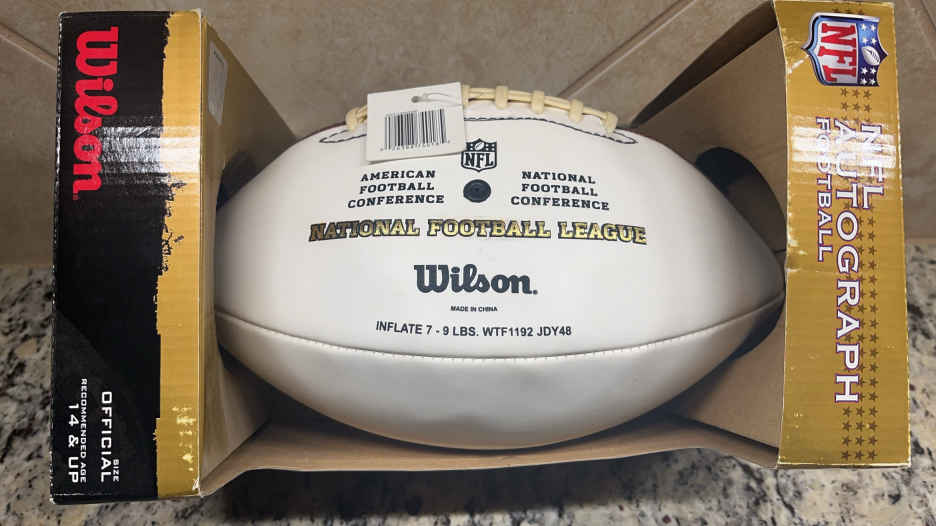 Wilson
OFFICIAL
SIZE
RECOMMENDED AGE
14 & UP
NFL
AMERICAN
FOOTBALL
CONFERENCE
NATIONAL
FOOTBALL
CONFERENCE
NATIONAL FOOTBALL LEAGUE
Wilson.
MADE IN CHINA
INFLATE 7 - 9 LBS. WTF1192 JDY48
NFL
NFL
AUTOGRAPH
FOOTBALL